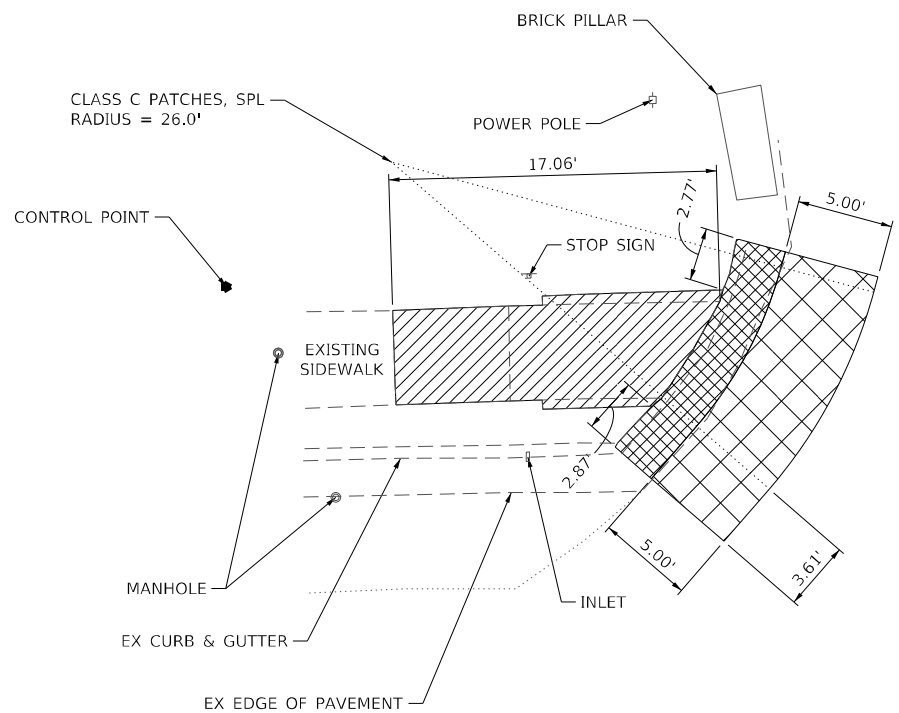 BRICK PILLAR
CLASS C PATCHES, SPL
RADIUS = 26.0'
POWER POLE
17.06'
2.77'
5.00'
CONTROL POINT
STOP SIGN
EXISTING
SIDEWALK
2.87'
5.00'
3.61'
MANHOLE
INLET
EX CURB & GUTTER
EX EDGE OF PAVEMENT